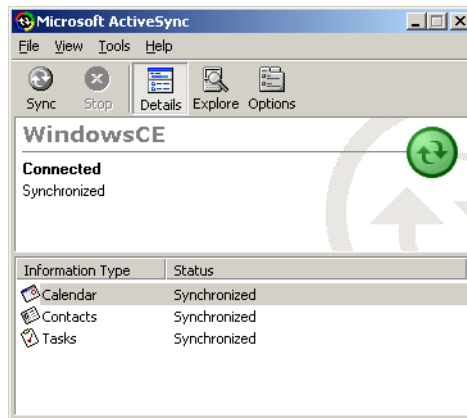 Microsoft ActiveSync
File View Tools Help
Sync Stop Details Explore Options
WindowsCE
Connected
Synchronized
Information Type Status
Calendar Synchronized
Contacts Synchronized
Tasks Synchronized